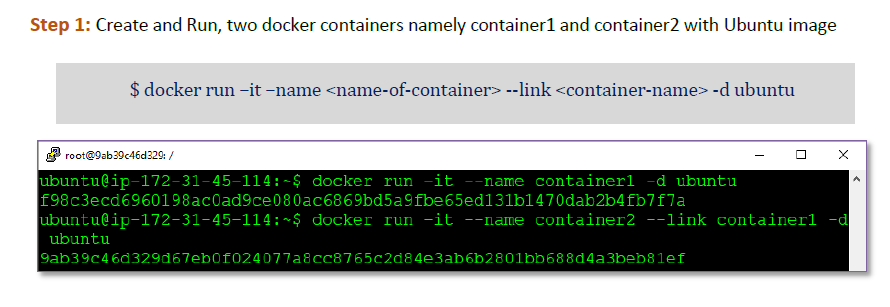 Step 1: Create and Run, two docker containers namely container1 and container2 with Ubuntu image
$ docker run –it –name <name-of-container> --link <container-name> -d ubuntu
root@9ab39c46d329: /
ubuntu@ip-172-31-45-114:~$ docker run -it --name container1 -d ubuntu
f98c3ecd6960198ac0ad9ce080ac6869bd5a9fbe65ed131b1470dab2b4fb7f7a
ubuntu@ip-172-31-45-114:~$ docker run -it --name container2 --link container1 -d
ubuntu
9ab39c46d329d67eb0f024077a8cc8765c2d84e3ab6b2801bb688d4a3beb81ef